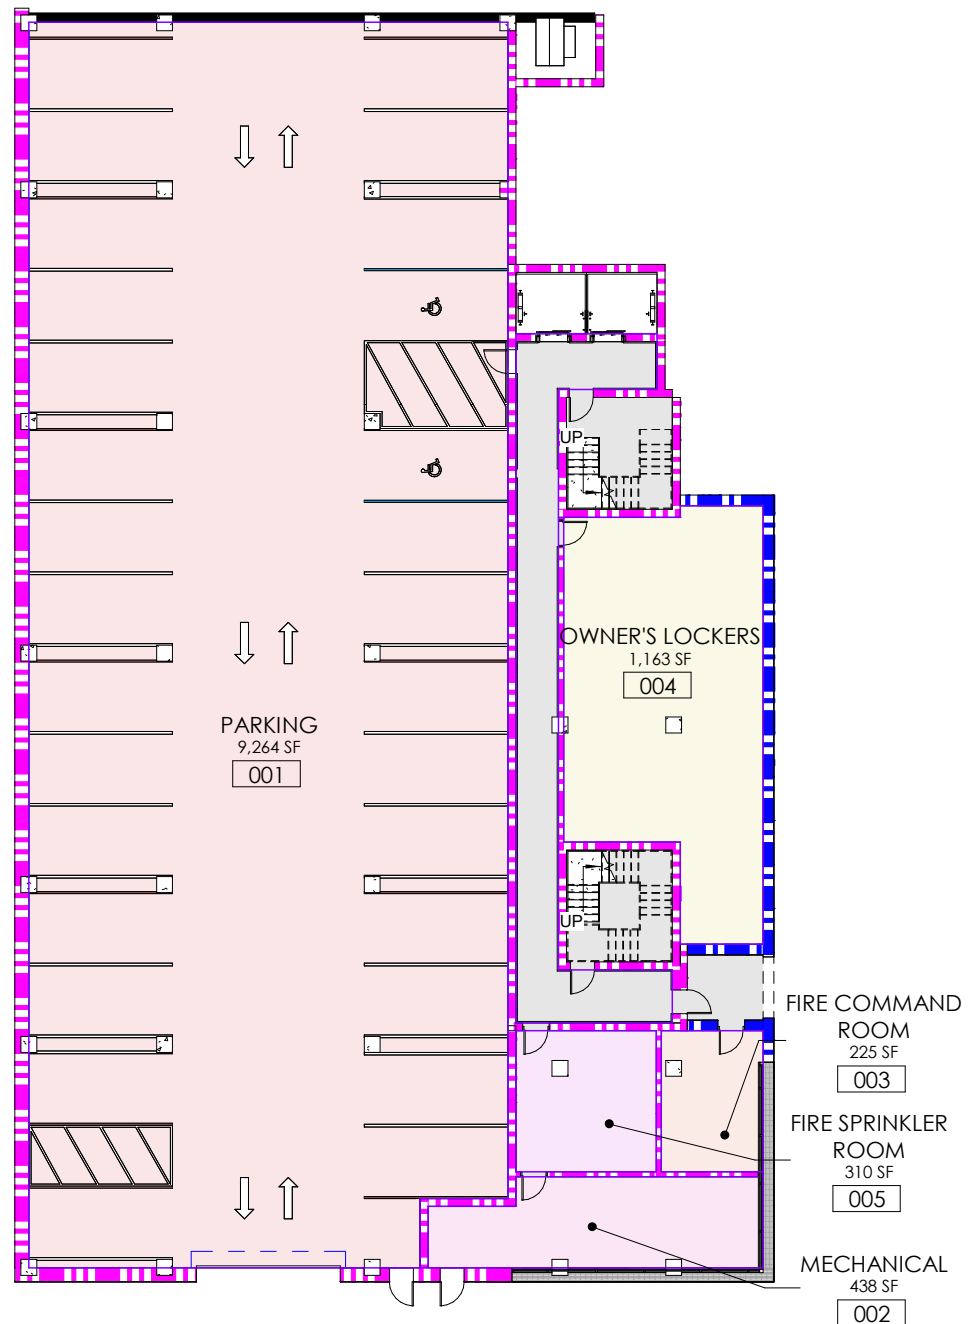 UP
OWNER'S LOCKERS
1,163 SF
004
PARKING
9,264 SF
001
UP
FIRE COMMAND
ROOM
225 SF
003
FIRE SPRINKLER
ROOM
310 SF
005
MECHANICAL
438 SF
002